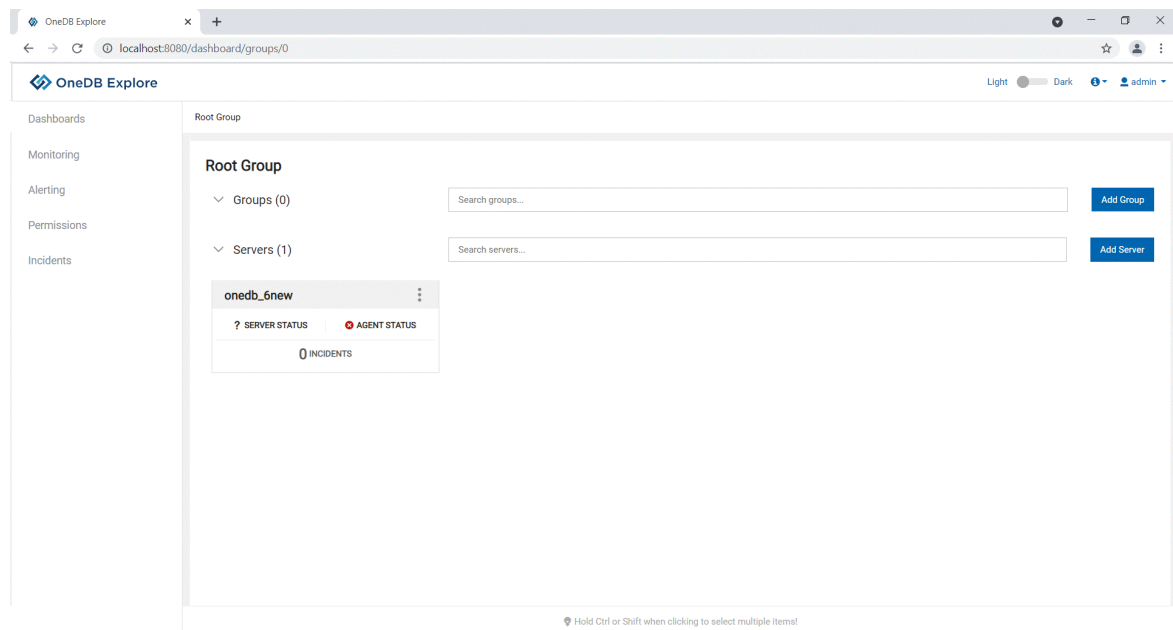 OneDB Explore
localhost:8080/dashboard/groups/0
OneDB Explore
Light Dark admin
Dashboards
Root Group
Monitoring
Root Group
Alerting
Groups (0) Search groups... Add Group
Permissions
Servers (1) Search servers... Add Server
Incidents
onedb_6new
? SERVER STATUS AGENT STATUS
0 INCIDENTS
Hold Ctrl or Shift when clicking to select multiple items!